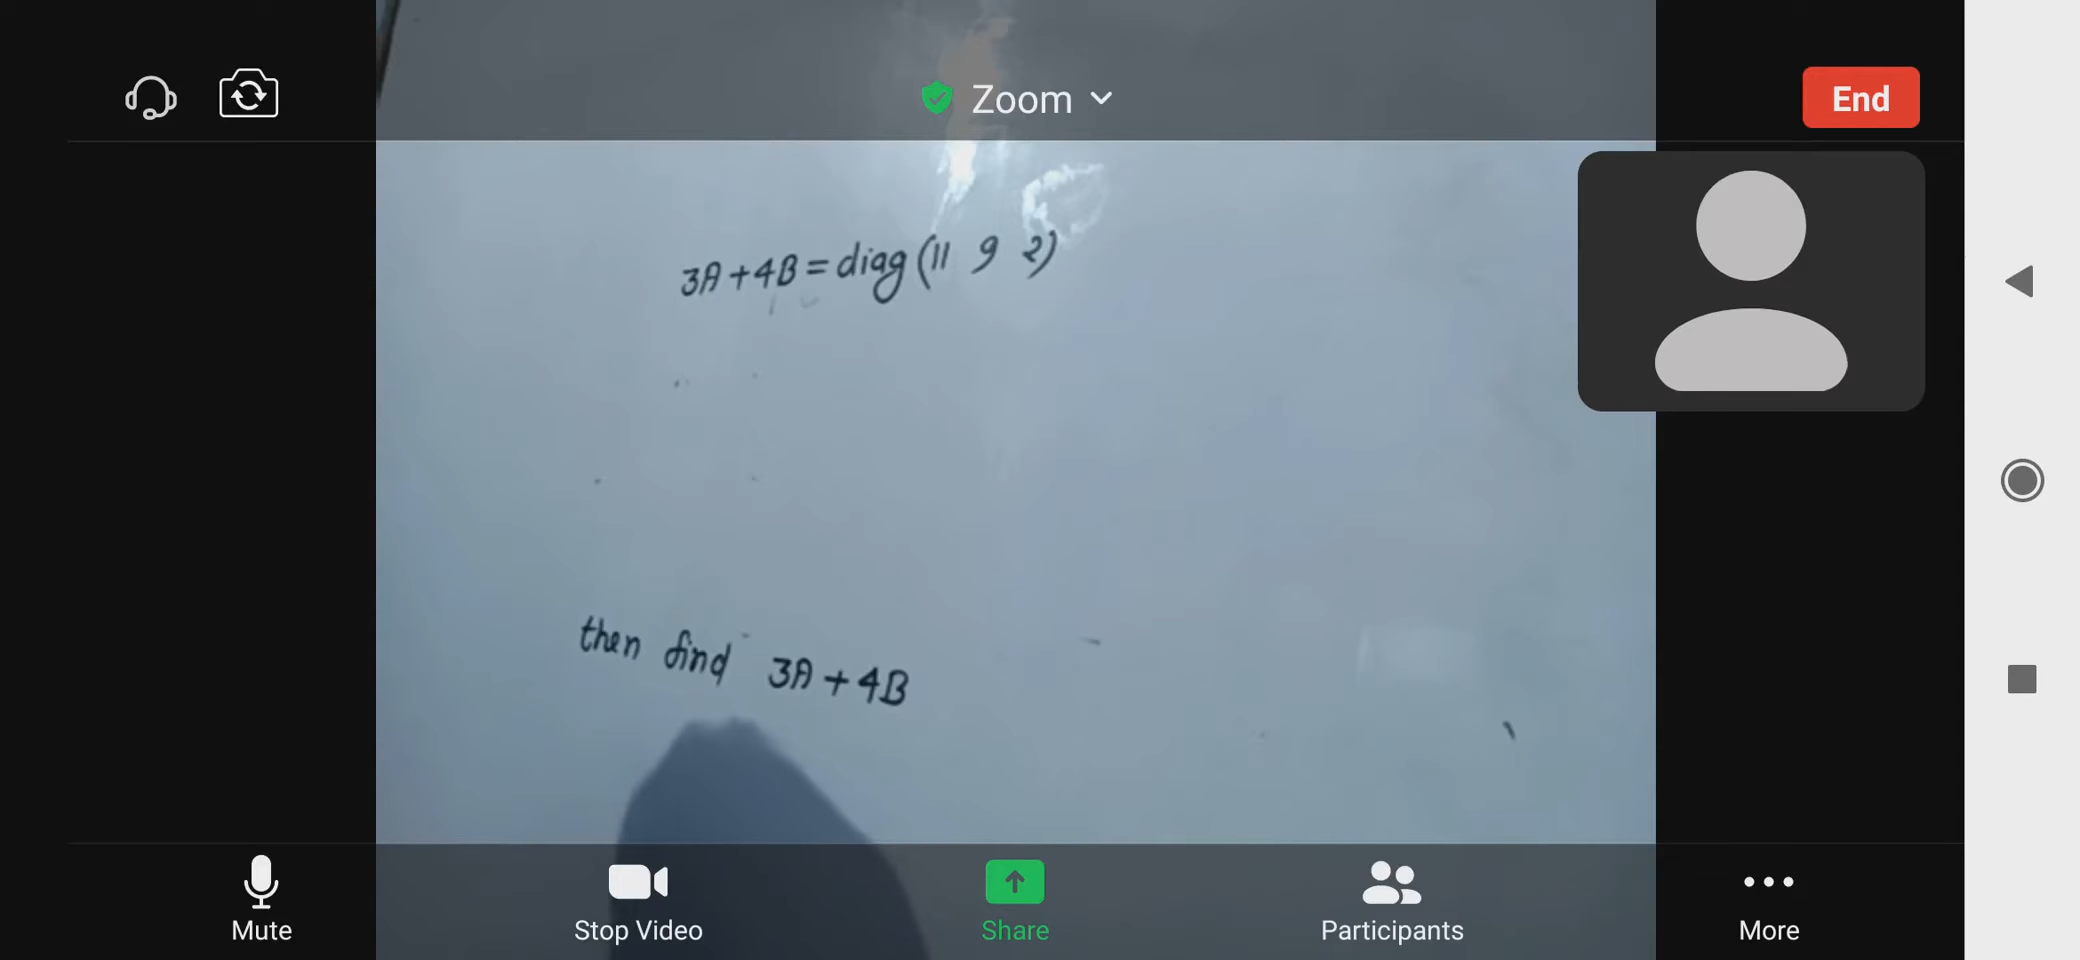 Zoom
End
3A+4B=diag(11 9 2)
then find 3A+4B
Mute
Stop Video
Share
Participants
More